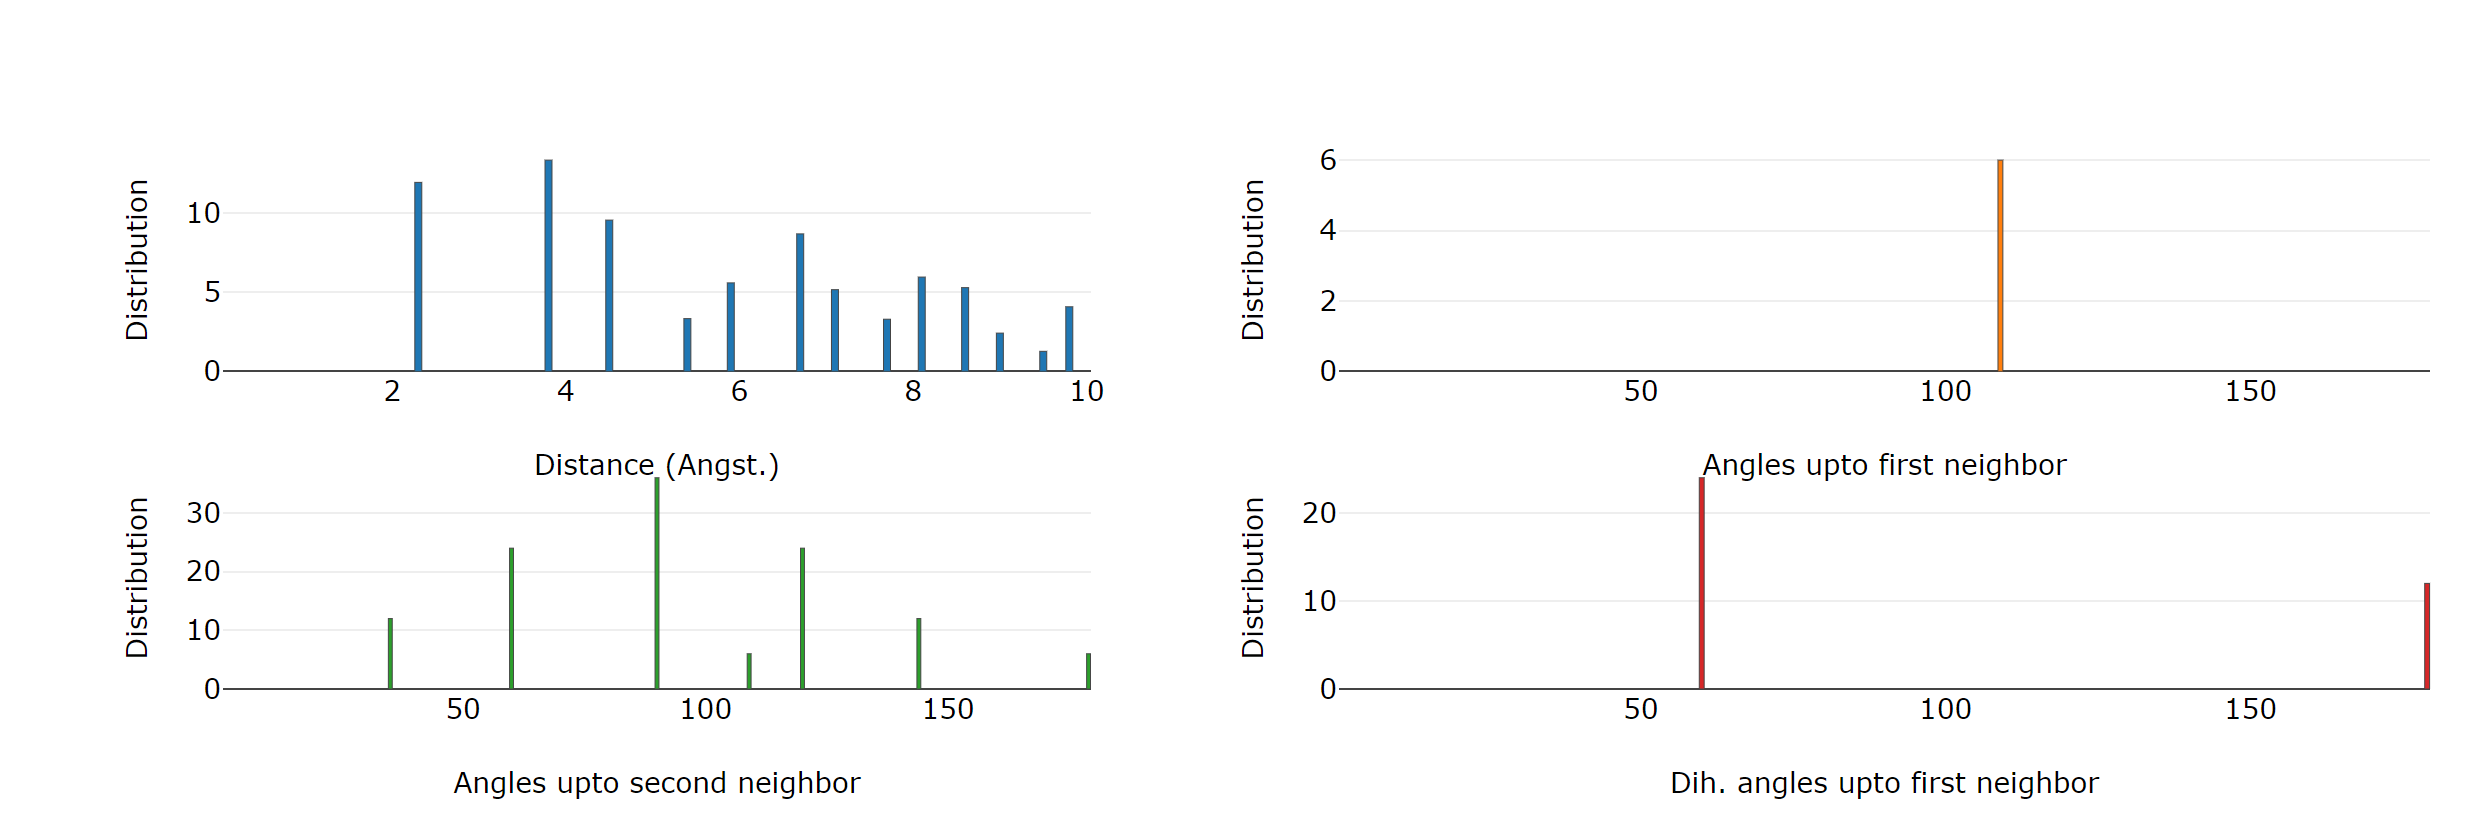 Distribution
10
5
0
2 4 6 8 10
Distance (Angst.)
Distribution
6
4
2
0
50 100 150
Angles upto first neighbor
Distribution
30
20
10
0
50 100 150
Angles upto second neighbor
Distribution
20
10
0
50 100 150
Dih. angles upto first neighbor